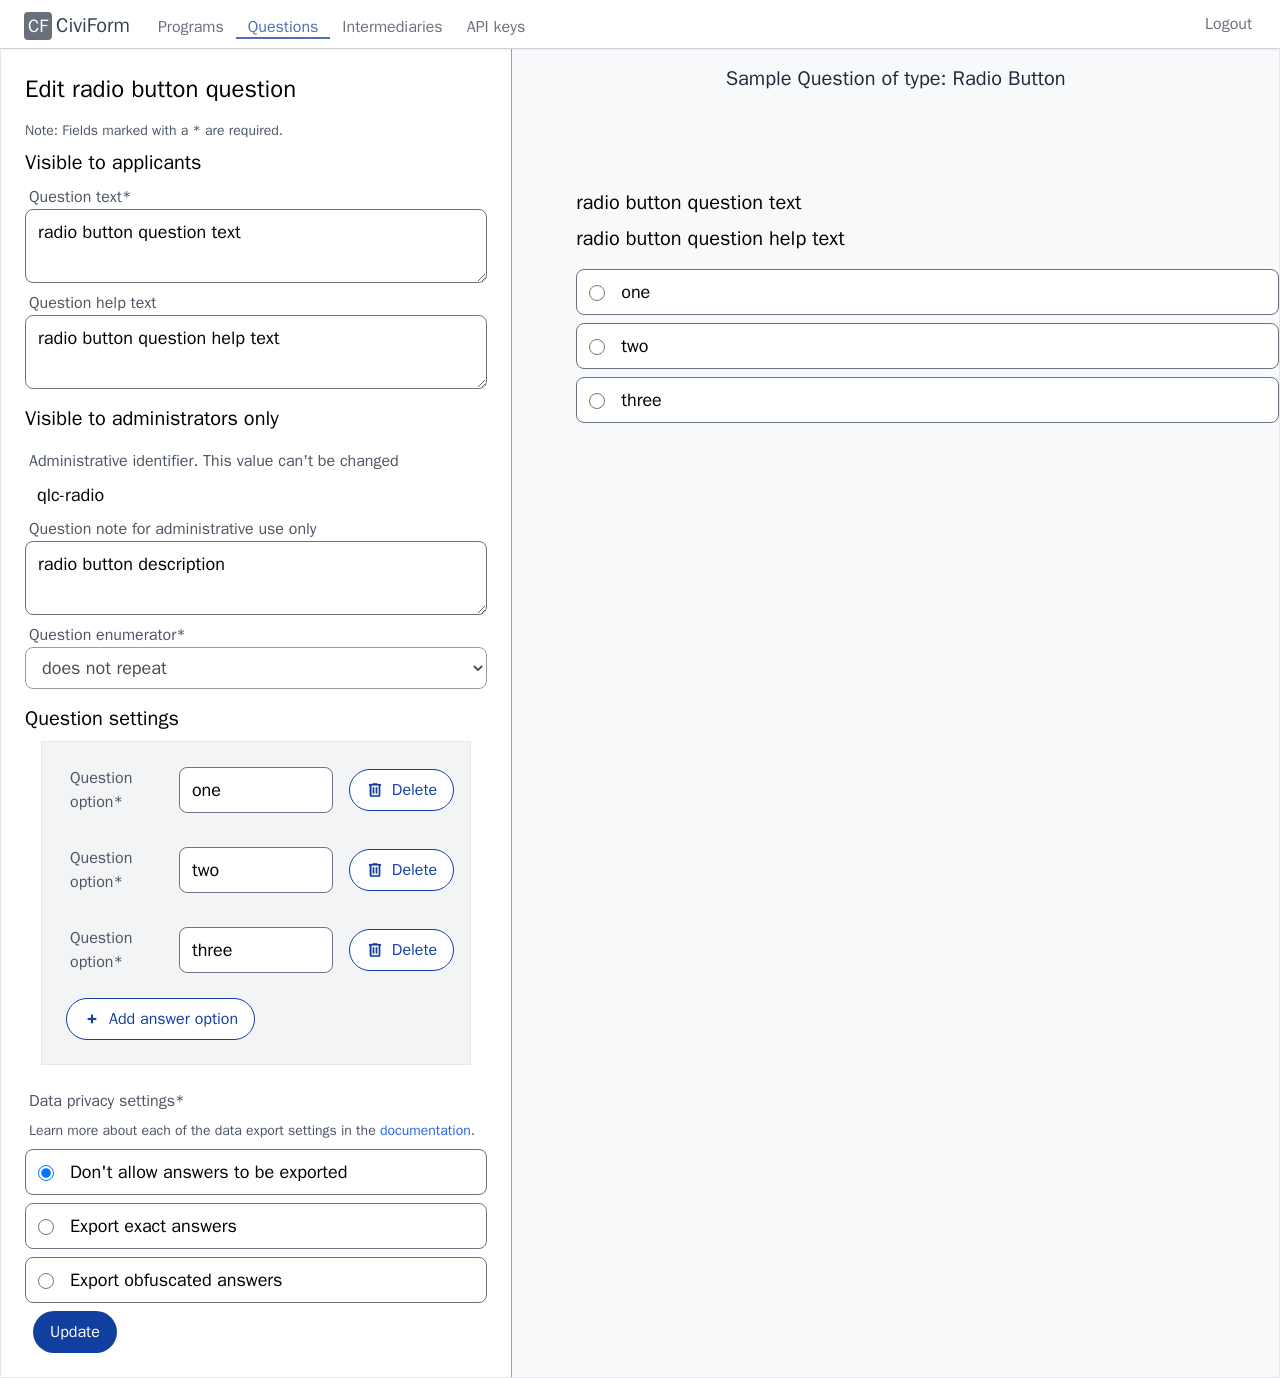 CF CiviForm Programs Questions Intermediaries API keys Logout
Edit radio button question
Note: Fields marked with a * are required.
Visible to applicants
Question text*
radio button question text
Question help text
radio button question help text
Visible to administrators only
Administrative identifier. This value can't be changed
qlc-radio
Question note for administrative use only
radio button description
Question enumerator*
does not repeat
Question settings
Question
option*
one
Delete
Question
option*
two
Delete
Question
option*
three
Delete
+ Add answer option
Data privacy settings*
Learn more about each of the data export settings in the documentation.
Don't allow answers to be exported
Export exact answers
Export obfuscated answers
Update
Sample Question of type: Radio Button
radio button question text
radio button question help text
one
two
three